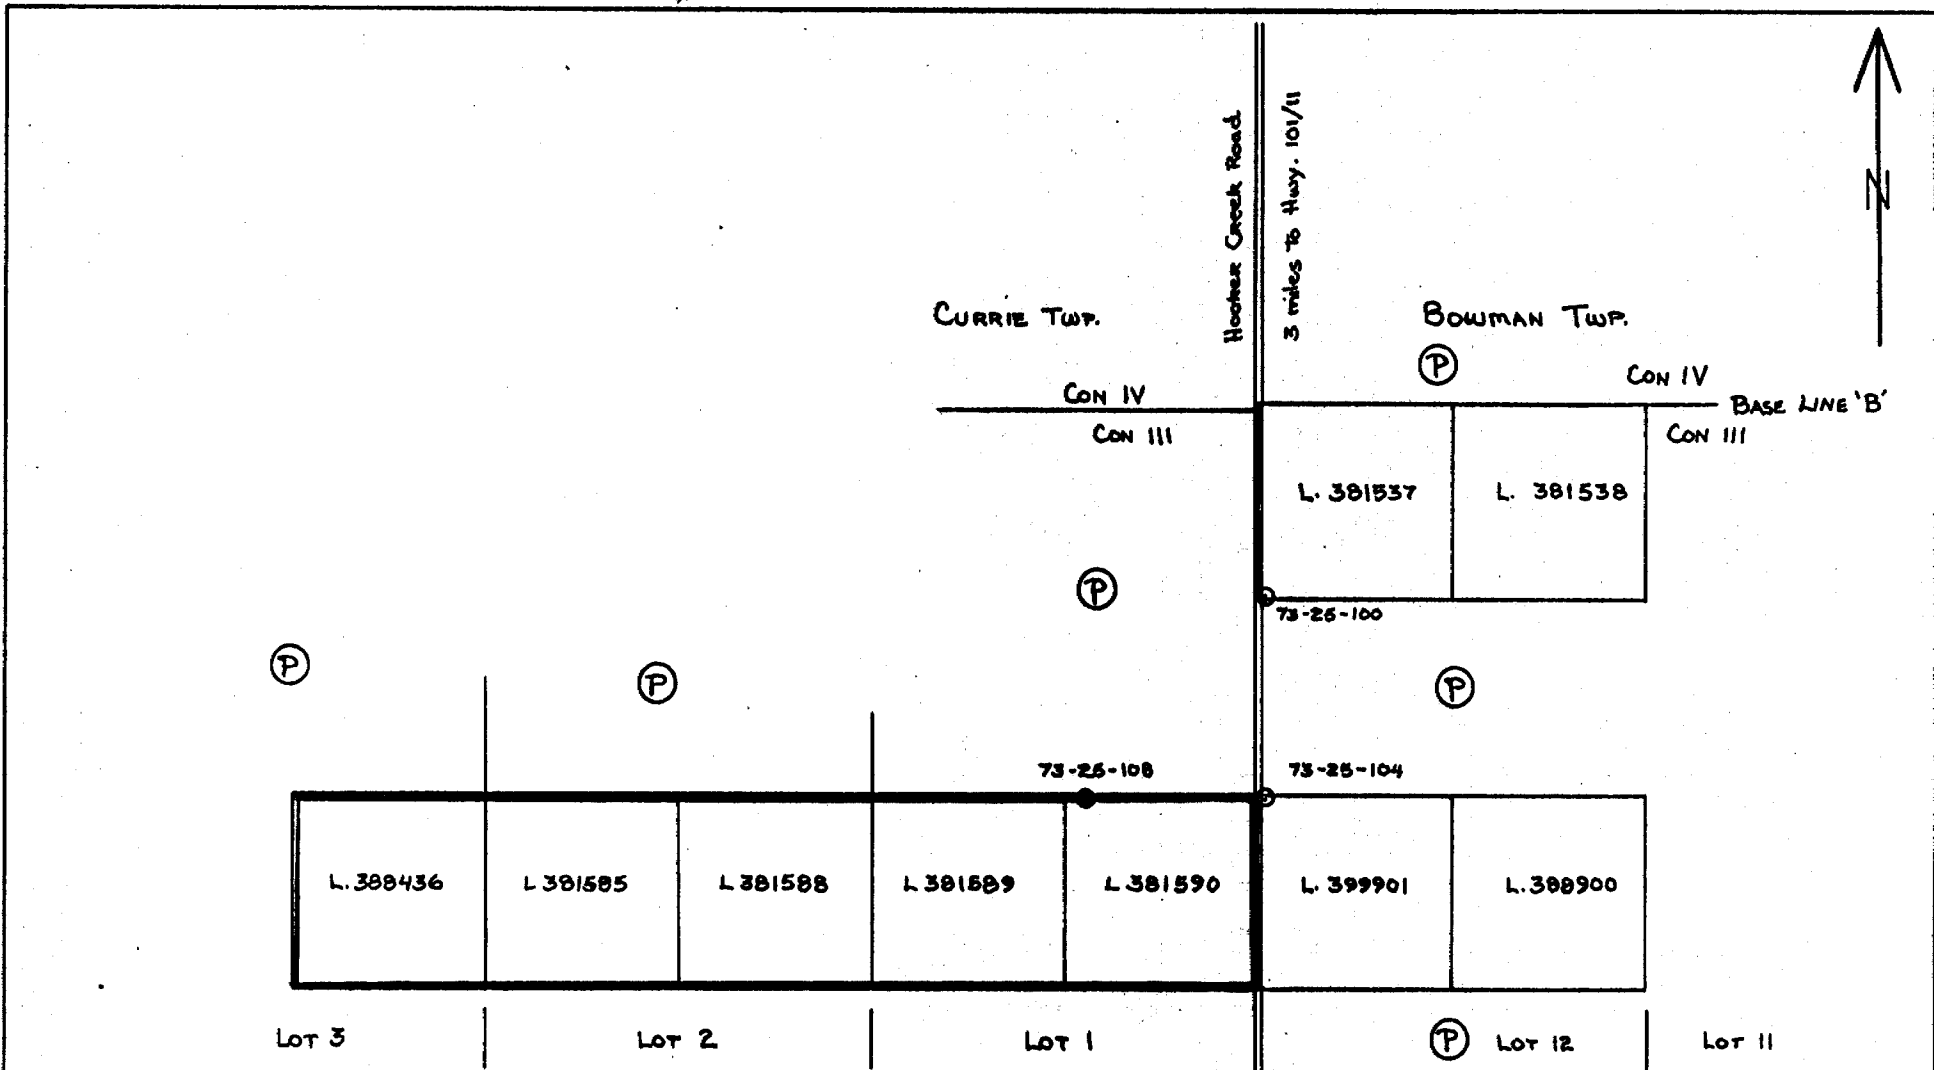 N
Hooker Creek Road
3 miles to Hwy. 101/11
CURRIE TWP.
BOWMAN TWP.
P
CON IV
CON IV
BASE LINE 'B'
CON III
CON III
L. 381537
L. 381538
P
73-25-100
P
P
P
73-25-108
73-25-104
L. 388436
L 381585
L 381588
L 381589
L 381590
L. 399901
L. 388900
LOT 3
LOT 2
LOT 1
P
LOT 12
LOT 11